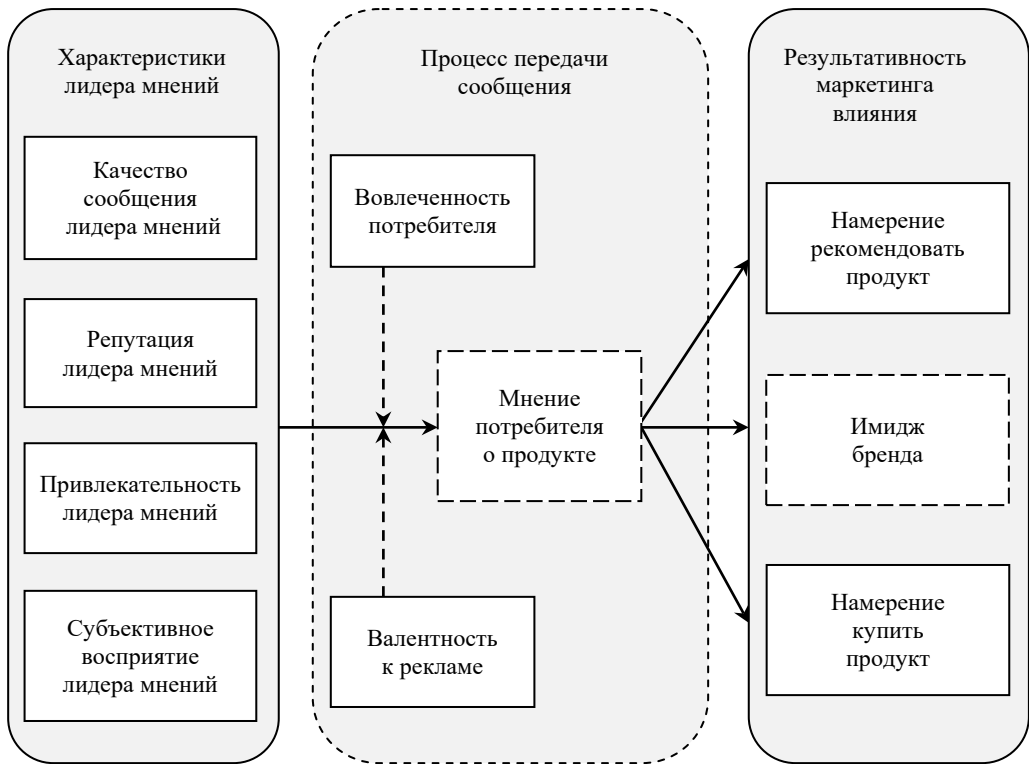 Характеристики
лидера мнений
Качество
сообщения
лидера мнений
Репутация
лидера мнений
Привлекательность
лидера мнений
Субъективное
восприятие
лидера мнений
Процесс передачи
сообщения
Вовлеченность
потребителя
Мнение
потребителя
о продукте
Валентность
к рекламе
Результативность
маркетинга
влияния
Намерение
рекомендовать
продукт
Имидж
бренда
Намерение
купить
продукт